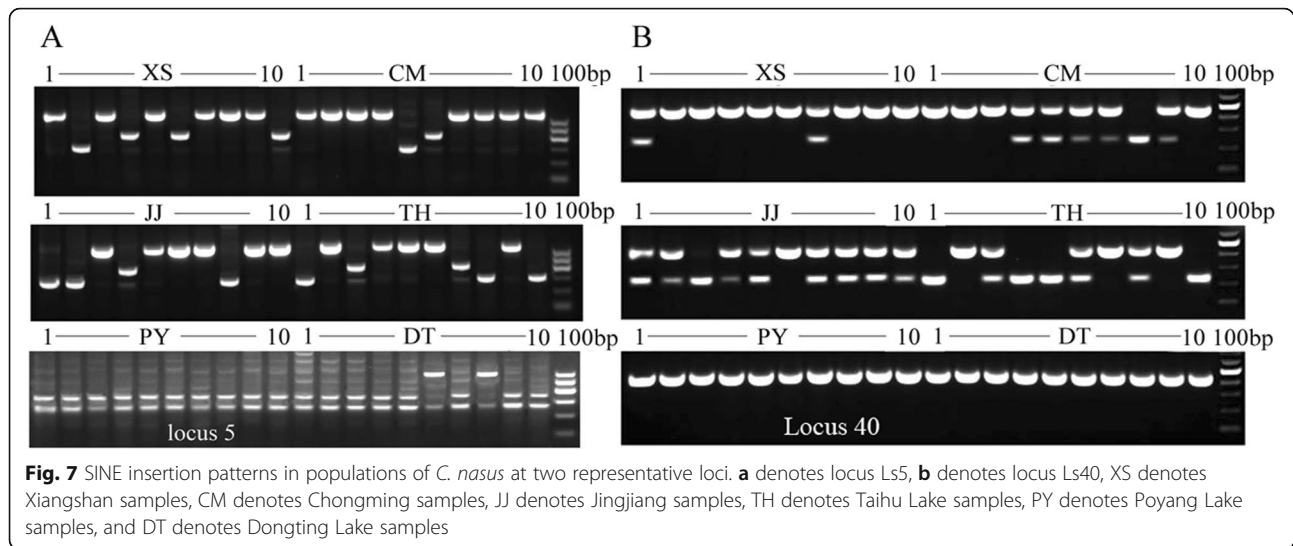 A
1 XS 10 1 CM 10 100bp
1 JJ 10 1 TH 10 100bp
1 PY 10 1 DT 10 100bp
locus 5
B
1 XS 10 1 CM 10 100bp
1 JJ 10 1 TH 10 100bp
1 PY 10 1 DT 10 100bp
Locus 40
Fig. 7 SINE insertion patterns in populations of C. nasus at two representative loci. a denotes locus Ls5, b denotes locus Ls40, XS denotes
Xiangshan samples, CM denotes Chongming samples, JJ denotes Jingjiang samples, TH denotes Taihu Lake samples, PY denotes Poyang Lake
samples, and DT denotes Dongting Lake samples